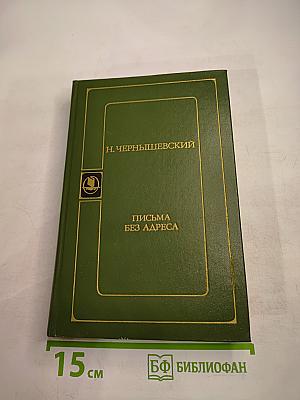 Н. ЧЕРНЫШЕВСКИЙ
ПИСЬМА
БЕЗ АДРЕСА
15 см
БФ БИБЛИОФАН